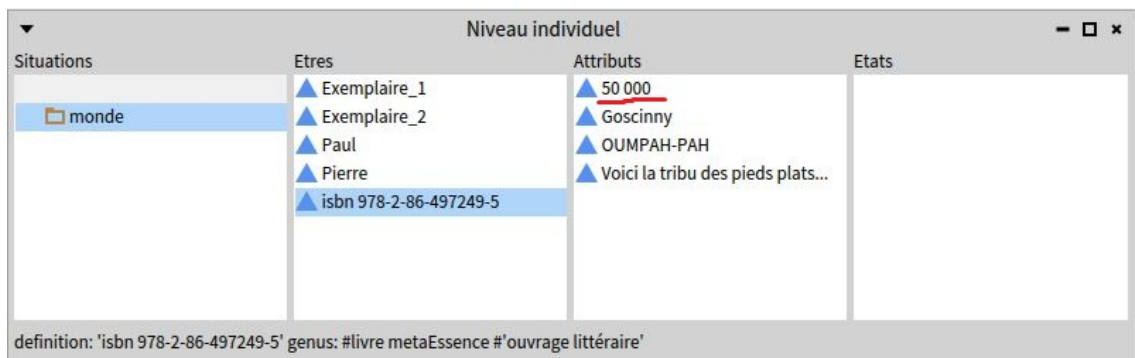 Niveau individuel
Situations
Etres
Attributs
Etats
monde
Exemplaire_1
Exemplaire_2
Paul
Pierre
isbn 978-2-86-497249-5
50 000
Goscinny
OUMPAH-PAH
Voici la tribu des pieds plats...
definition: 'isbn 978-2-86-497249-5' genus: #livre metaEssence #'ouvrage littéraire'